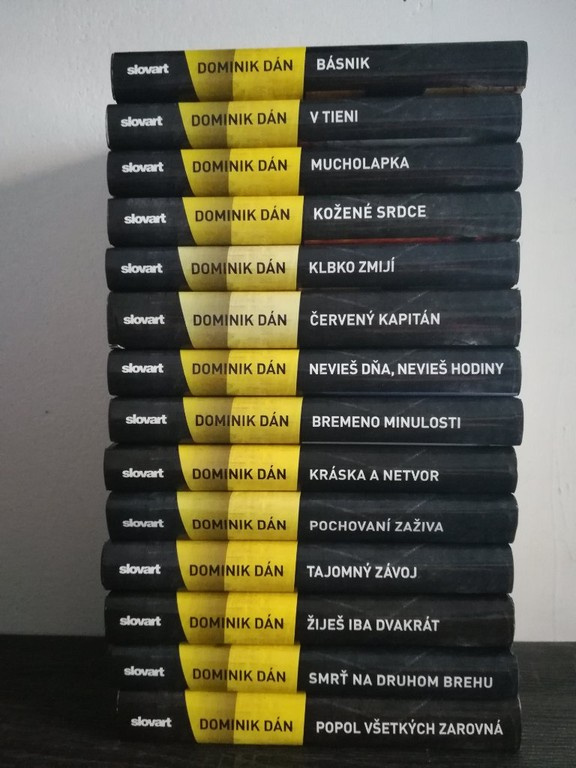 slovart DOMINIK DÁN BÁSNIK
slovart DOMINIK DÁN V TIENI
slovart DOMINIK DÁN MUCHOLAPKA
slovart DOMINIK DÁN KOŽENÉ SRDCE
slovart DOMINIK DÁN KLBKO ZMIJÍ
slovart DOMINIK DÁN ČERVENÝ KAPITÁN
slovart DOMINIK DÁN NEVIEŠ DŇA, NEVIEŠ HODINY
slovart DOMINIK DÁN BREMENO MINULOSTI
slovart DOMINIK DÁN KRÁSKA A NETVOR
slovart DOMINIK DÁN POCHOVANÍ ZAŽIVA
slovart DOMINIK DÁN TAJOMNÝ ZÁVOJ
slovart DOMINIK DÁN ŽIJEŠ IBA DVAKRÁT
slovart DOMINIK DÁN SMRŤ NA DRUHOM BREHU
slovart DOMINIK DÁN POPOL VŠETKÝCH ZAROVNÁ